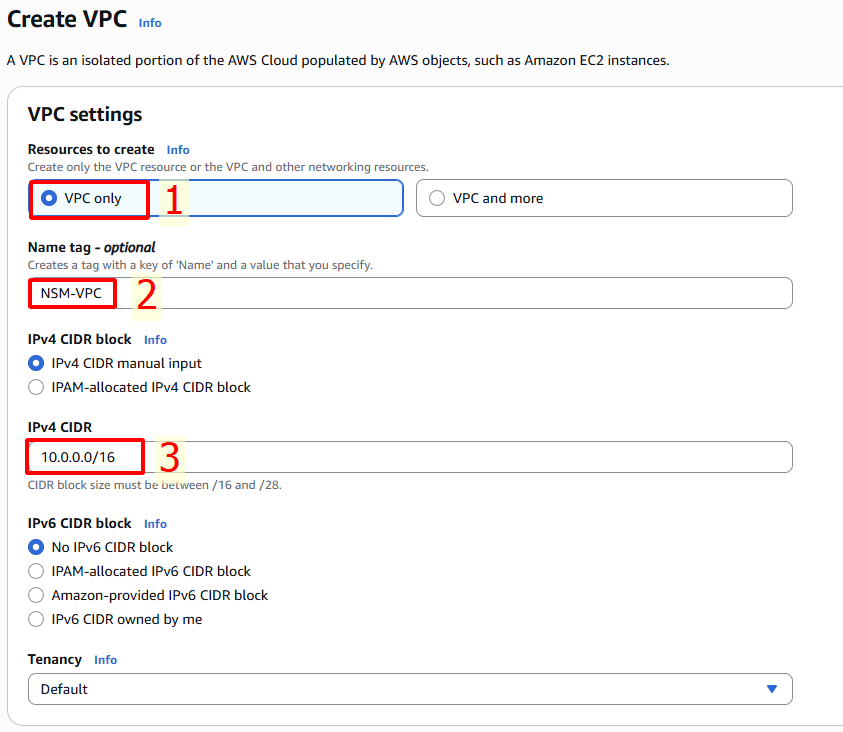 Create VPC Info
A VPC is an isolated portion of the AWS Cloud populated by AWS objects, such as Amazon EC2 instances.
VPC settings
Resources to create Info
Create only the VPC resource or the VPC and other networking resources.
VPC only 1 VPC and more
Name tag - optional
Creates a tag with a key of 'Name' and a value that you specify.
NSM-VPC 2
IPv4 CIDR block Info
IPv4 CIDR manual input
IPAM-allocated IPv4 CIDR block
IPv4 CIDR
10.0.0.0/16 3
CIDR block size must be between /16 and /28.
IPv6 CIDR block Info
No IPv6 CIDR block
IPAM-allocated IPv6 CIDR block
Amazon-provided IPv6 CIDR block
IPv6 CIDR owned by me
Tenancy Info
Default